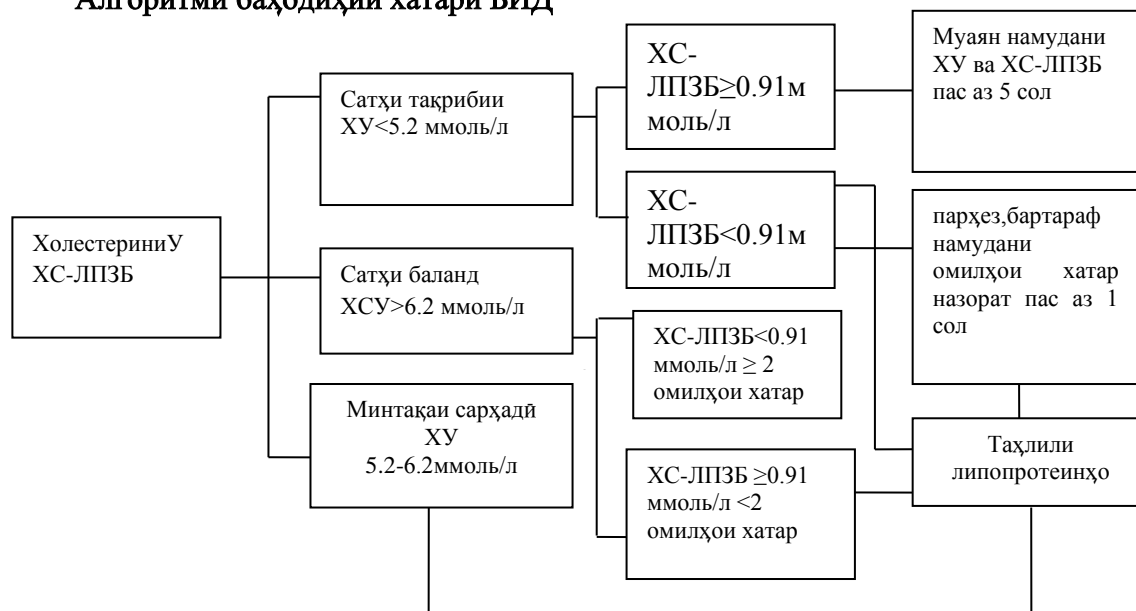 Алгоритми баҳодиҳии хатари БИД
ХолестериниУ
ХС-ЛПЗБ
Сатҳи тақрибии
ХУ<5.2 ммоль/л
Сатҳи баланд
ХСУ>6.2 ммоль/л
Минтақаи сарҳадӣ
ХУ
5.2-6.2ммоль/л
ХС-
ЛПЗБ≥0.91м
моль/л
ХС-
ЛПЗБ<0.91м
моль/л
ХС-ЛПЗБ<0.91
ммоль/л ≥ 2
омилҳои хатар
ХС-ЛПЗБ ≥0.91
ммоль/л <2
омилҳои хатар
Муаян намудани
ХУ ва ХС-ЛПЗБ
пас аз 5 сол
парҳез,бартараф
намудани
омилҳои хатар
назорат пас аз 1
сол
Таҳлили
липопротеинҳо